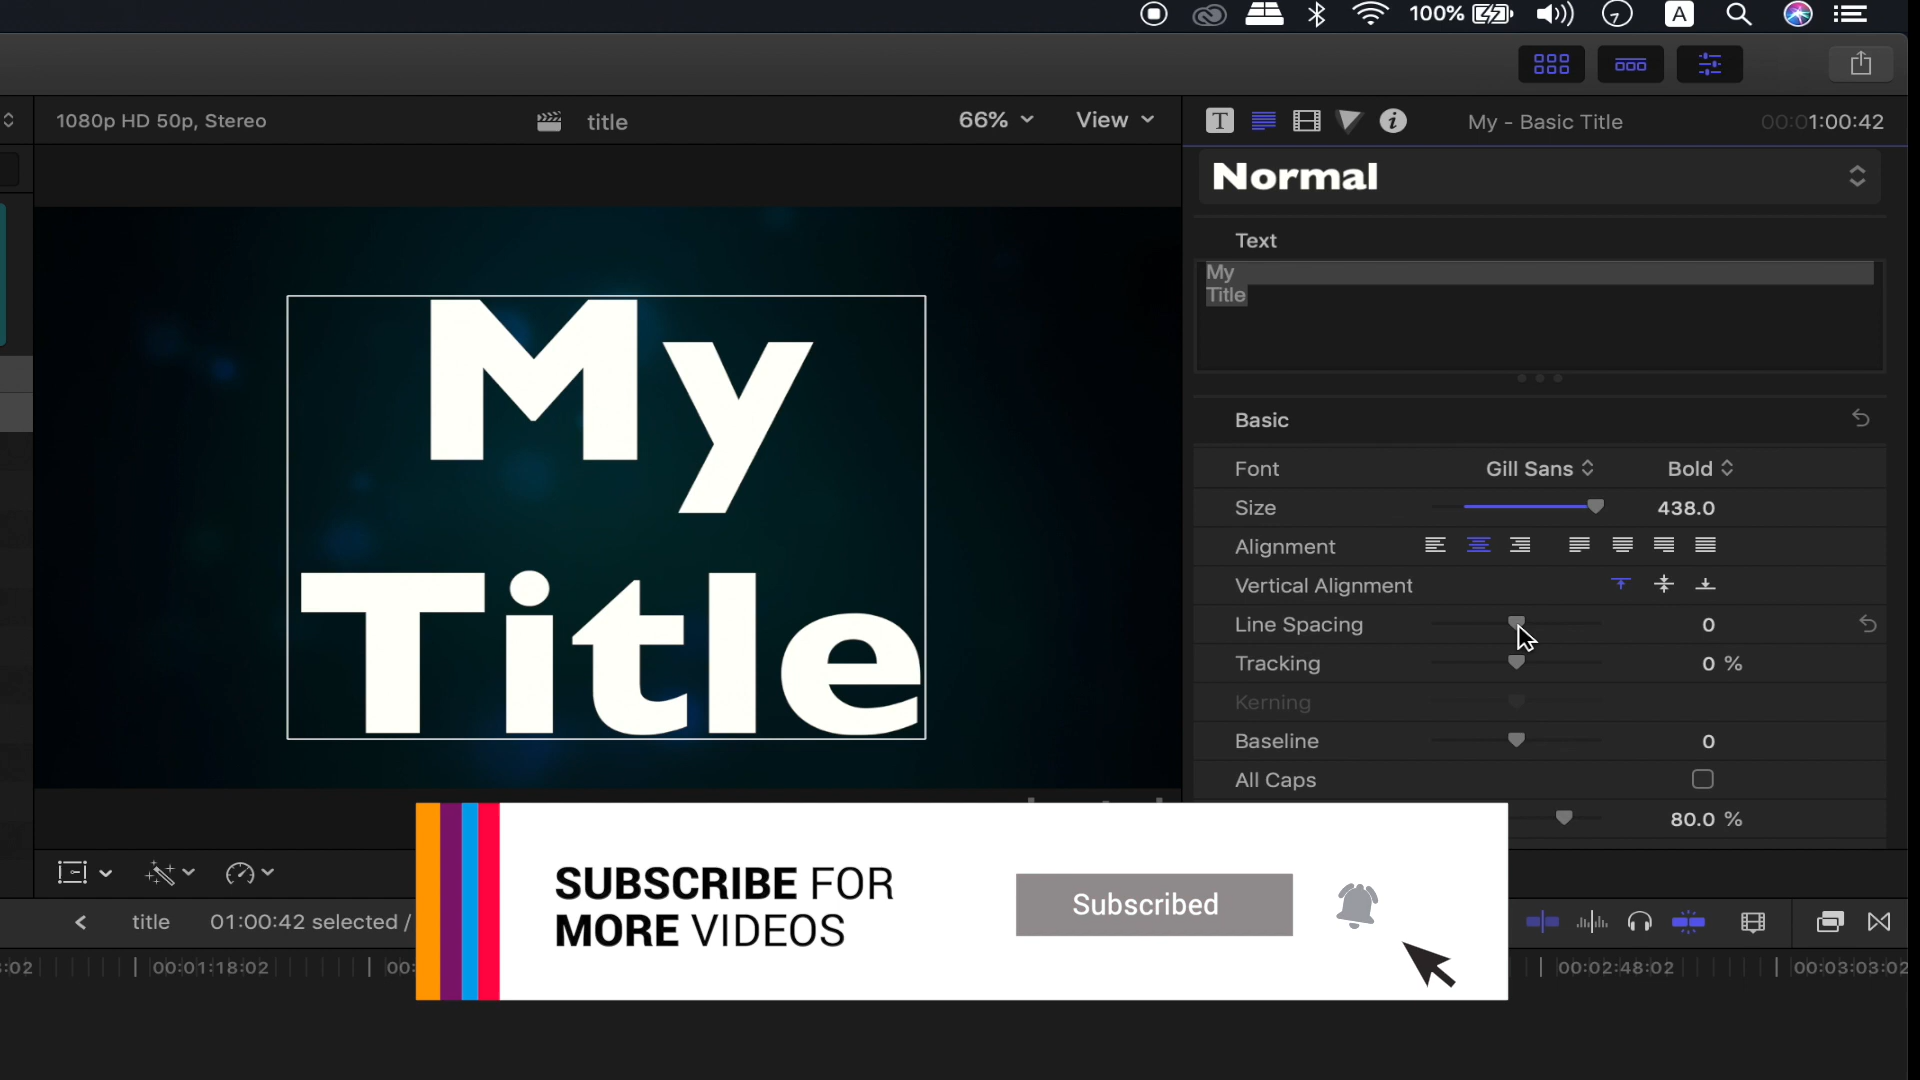 100%
A
1080p HD 50p, Stereo
title
66%
View
T
My - Basic Title
00:01:00:42
Normal
Text
My
Title
My
Title
Basic
Font
Gill Sans
Bold
Size
438.0
Alignment
Vertical Alignment
Line Spacing
0
Tracking
0 %
Kerning
Baseline
0
All Caps
80.0 %
SUBSCRIBE FOR
MORE VIDEOS
Subscribed
title
01:00:42 selected /
:02
00:01:18:02
00:
00:02:48:02
00:03:03:02